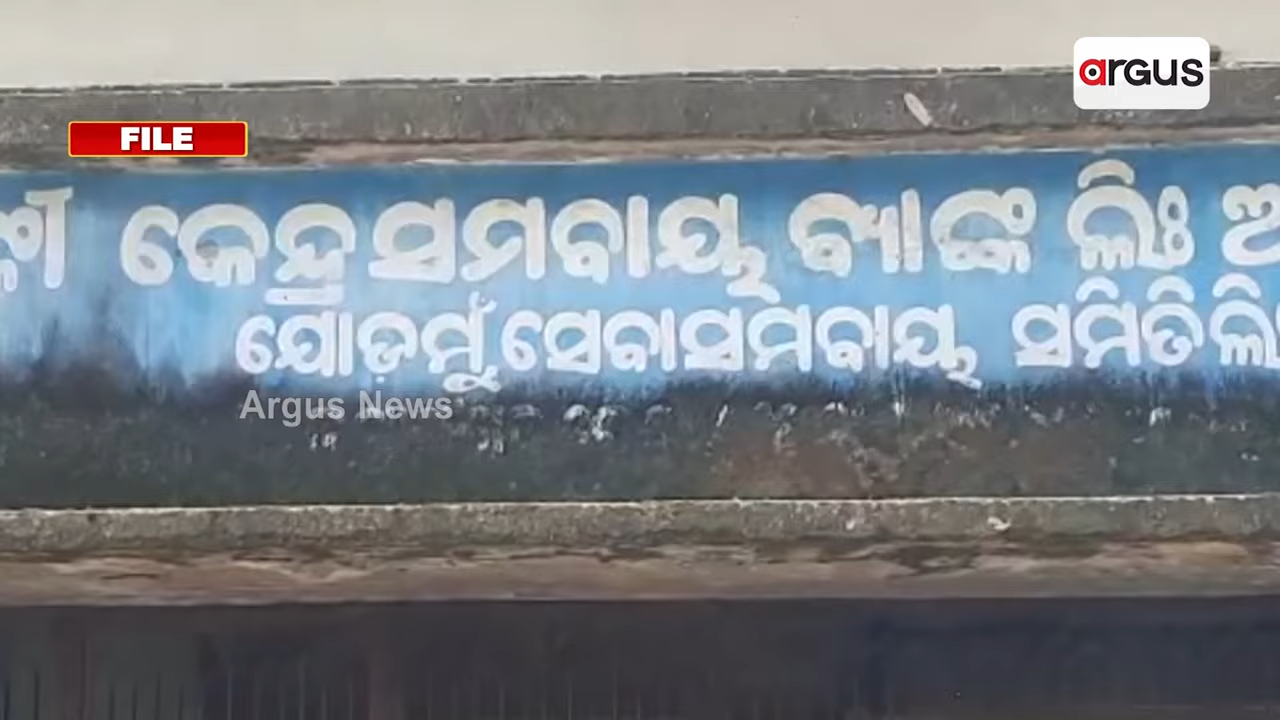 argus
FILE
କେନ୍ଦ୍ର ସମବାୟ ବ୍ୟାଙ୍କ ଲିଃ
ଯୋଡ଼ମୁଁ ସେବା ସମବାୟ ସମିତି ଲି
Argus News